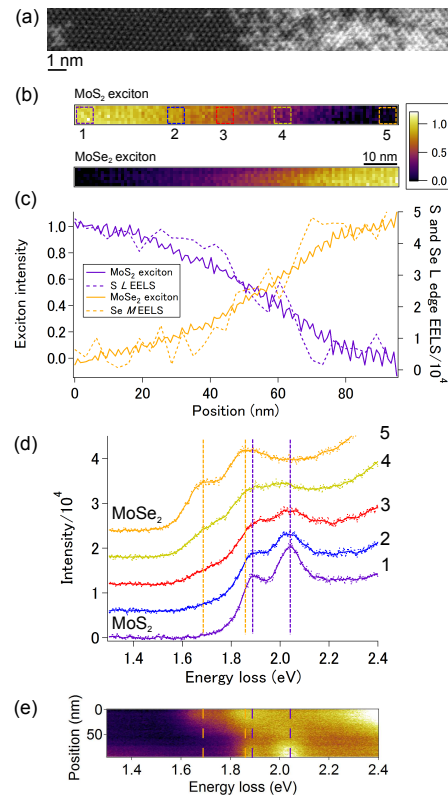 (a)
1 nm
(b)
MoS₂ exciton
1 2 3 4 5
10 nm
MoSe₂ exciton
1.0
0.5
0.0
(c)
1.0
0.8
0.6
0.4
0.2
0.0
Exciton intensity
MoS₂ exciton
S L EELS
MoSe₂ exciton
Se M EELS
5
4
3
2
1
0
S and Se L edge EELS/10⁴
0 20 40 60 80
Position (nm)
(d)
4
3
2
1
0
Intensity/10⁴
MoSe₂
MoS₂
5
4
3
2
1
1.4 1.6 1.8 2.0 2.2 2.4
Energy loss (eV)
(e)
0
50
Position (nm)
1.4 1.6 1.8 2.0 2.2 2.4
Energy loss (eV)